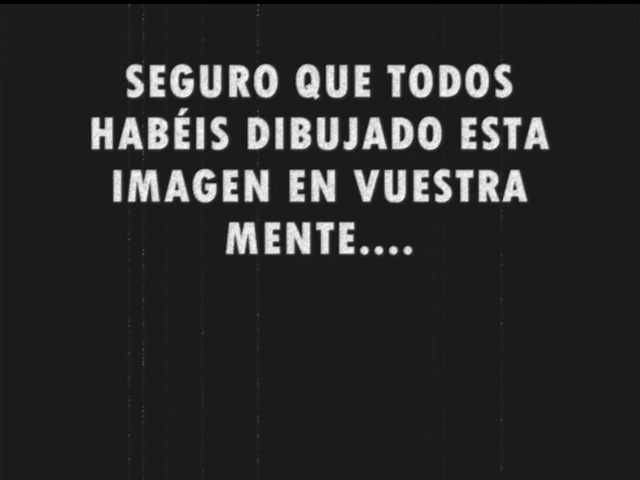 SEGURO QUE TODOS
HABÉIS DIBUJADO ESTA
IMAGEN EN VUESTRA
MENTE....